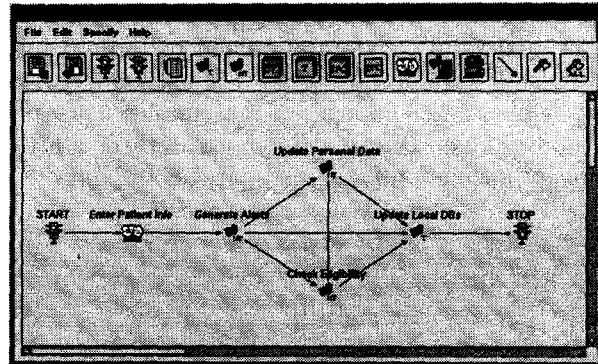 File Edit Specify Help
Update Personal Data
START Enter Patient Info Generate Alerts Update Local DBs STOP
Check Eligibility